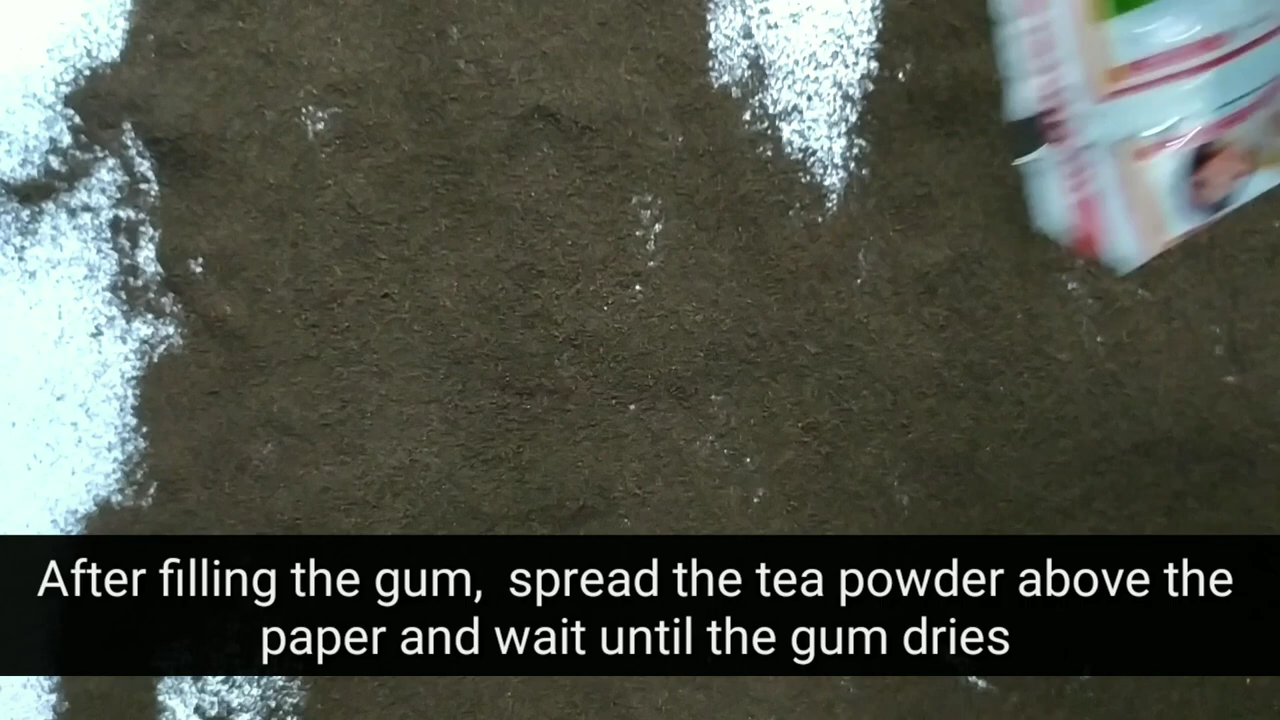 After filling the gum,  spread the tea powder above the
paper and wait until the gum dries